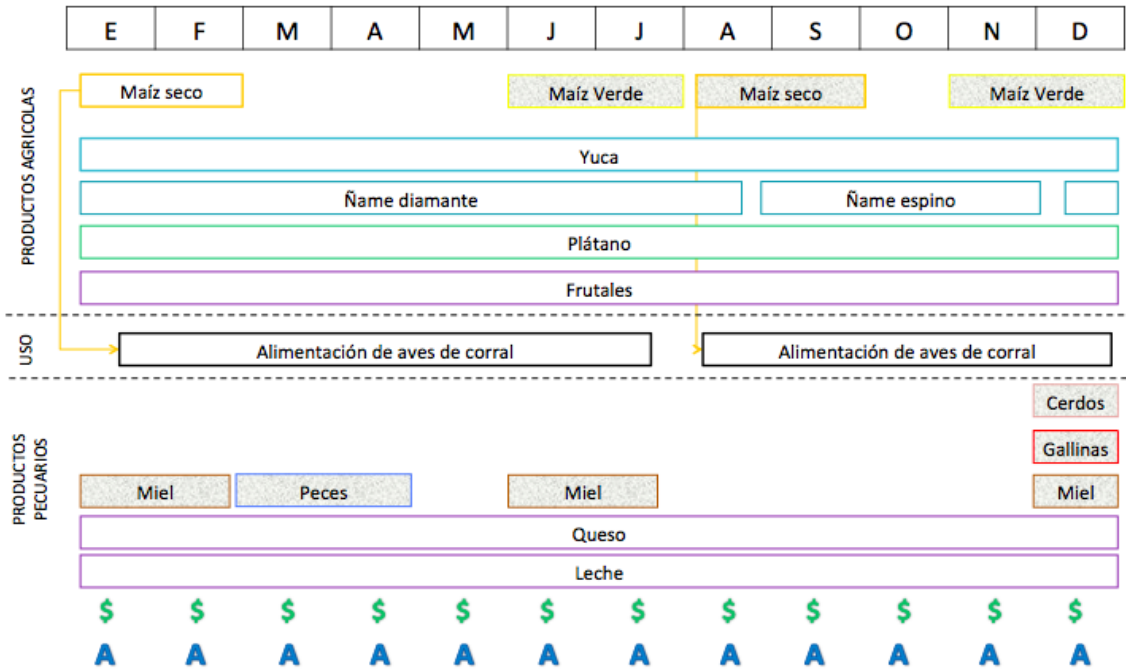 E F M A M J J A S O N D
PRODUCTOS AGRICOLAS
Maíz seco Maíz Verde Maíz seco Maíz Verde
Yuca
Ñame diamante Ñame espino
Plátano
Frutales
USO
Alimentación de aves de corral Alimentación de aves de corral
PRODUCTOS
PECUARIOS
Cerdos
Gallinas
Miel Peces Miel Miel
Queso
Leche
$ $ $ $ $ $ $ $ $ $ $ $
A A A A A A A A A A A A